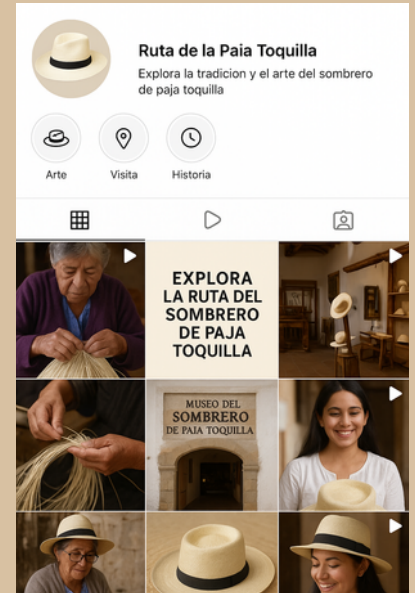 Ruta de la Paia Toquilla
Explora la tradicion y el arte del sombrero
de paja toquilla
Arte
Visita
Historia
EXPLORA
LA RUTA DEL
SOMBRERO
DE PAJA
TOQUILLA
MUSEO DEL
SOMBRERO
DE PAIA TOQUILLA